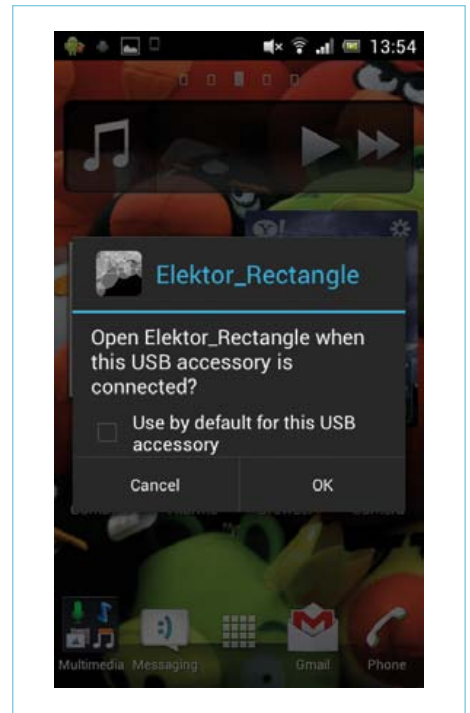 13:54
Y!
Elektor_Rectangle
Open Elektor_Rectangle when
this USB accessory is
connected?
Use by default for this USB
accessory
Cancel
OK
Multimedia
Messaging
Gmail
Phone